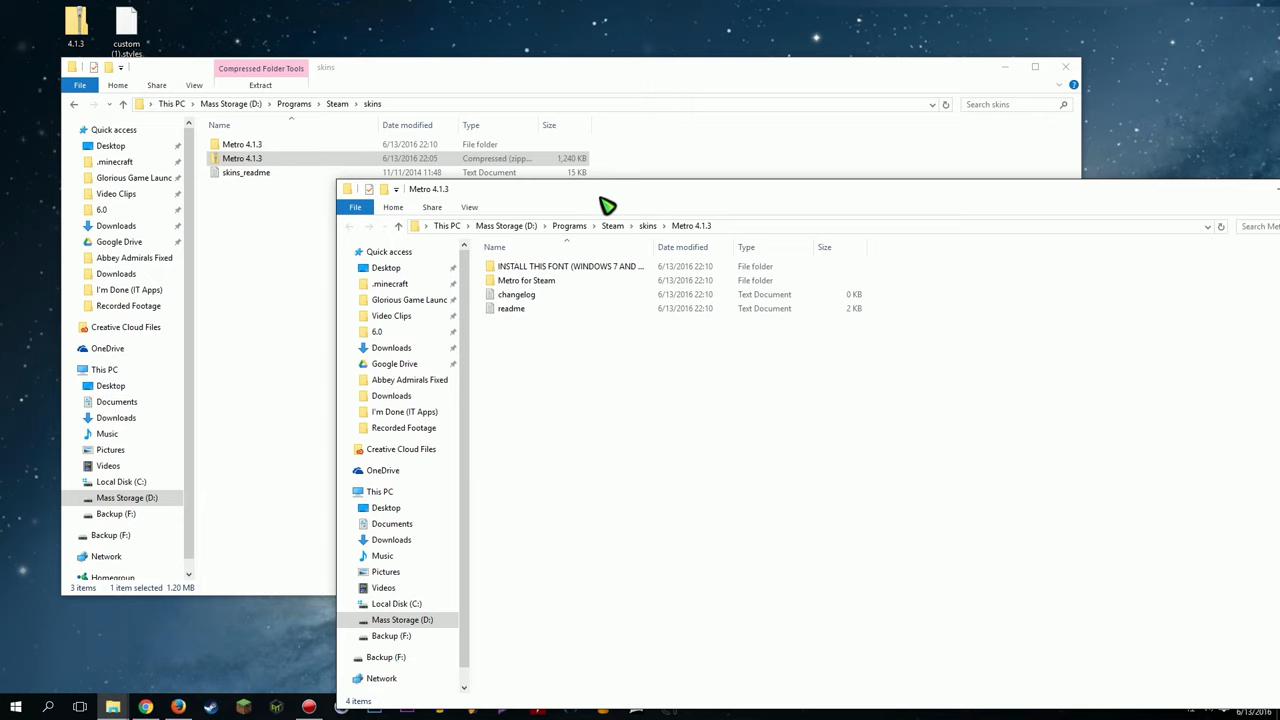 4.1.3
custom
(1).styles
Compressed Folder Tools
skins
File
Home
Share
View
Extract
This PC
Mass Storage (D:)
Programs
Steam
skins
Search skins
Quick access
Desktop
.minecraft
Glorious Game Launc
Video Clips
6.0
Downloads
Google Drive
Abbey Admirals Fixed
Downloads
I'm Done (IT Apps)
Recorded Footage
Creative Cloud Files
OneDrive
This PC
Desktop
Documents
Downloads
Music
Pictures
Videos
Local Disk (C:)
Mass Storage (D:)
Backup (F:)
Backup (F:)
Network
Homegroup
Name Date modified Type Size
Metro 4.1.3 6/13/2016 22:10 File folder
Metro 4.1.3 6/13/2016 22:05 Compressed (zipp... 1,240 KB
skins_readme 11/11/2014 11:48 Text Document 15 KB
3 items 1 item selected 1.20 MB
Metro 4.1.3
File
Home
Share
View
This PC
Mass Storage (D:)
Programs
Steam
skins
Metro 4.1.3
Search Met
Quick access
Desktop
.minecraft
Glorious Game Launc
Video Clips
6.0
Downloads
Google Drive
Abbey Admirals Fixed
Downloads
I'm Done (IT Apps)
Recorded Footage
Creative Cloud Files
OneDrive
This PC
Desktop
Documents
Downloads
Music
Pictures
Videos
Local Disk (C:)
Mass Storage (D:)
Backup (F:)
Backup (F:)
Network
Name Date modified Type Size
INSTALL THIS FONT (WINDOWS 7 AND ... 6/13/2016 22:10 File folder
Metro for Steam 6/13/2016 22:10 File folder
changelog 6/13/2016 22:10 Text Document 0 KB
readme 6/13/2016 22:10 Text Document 2 KB
4 items
6/13/2016